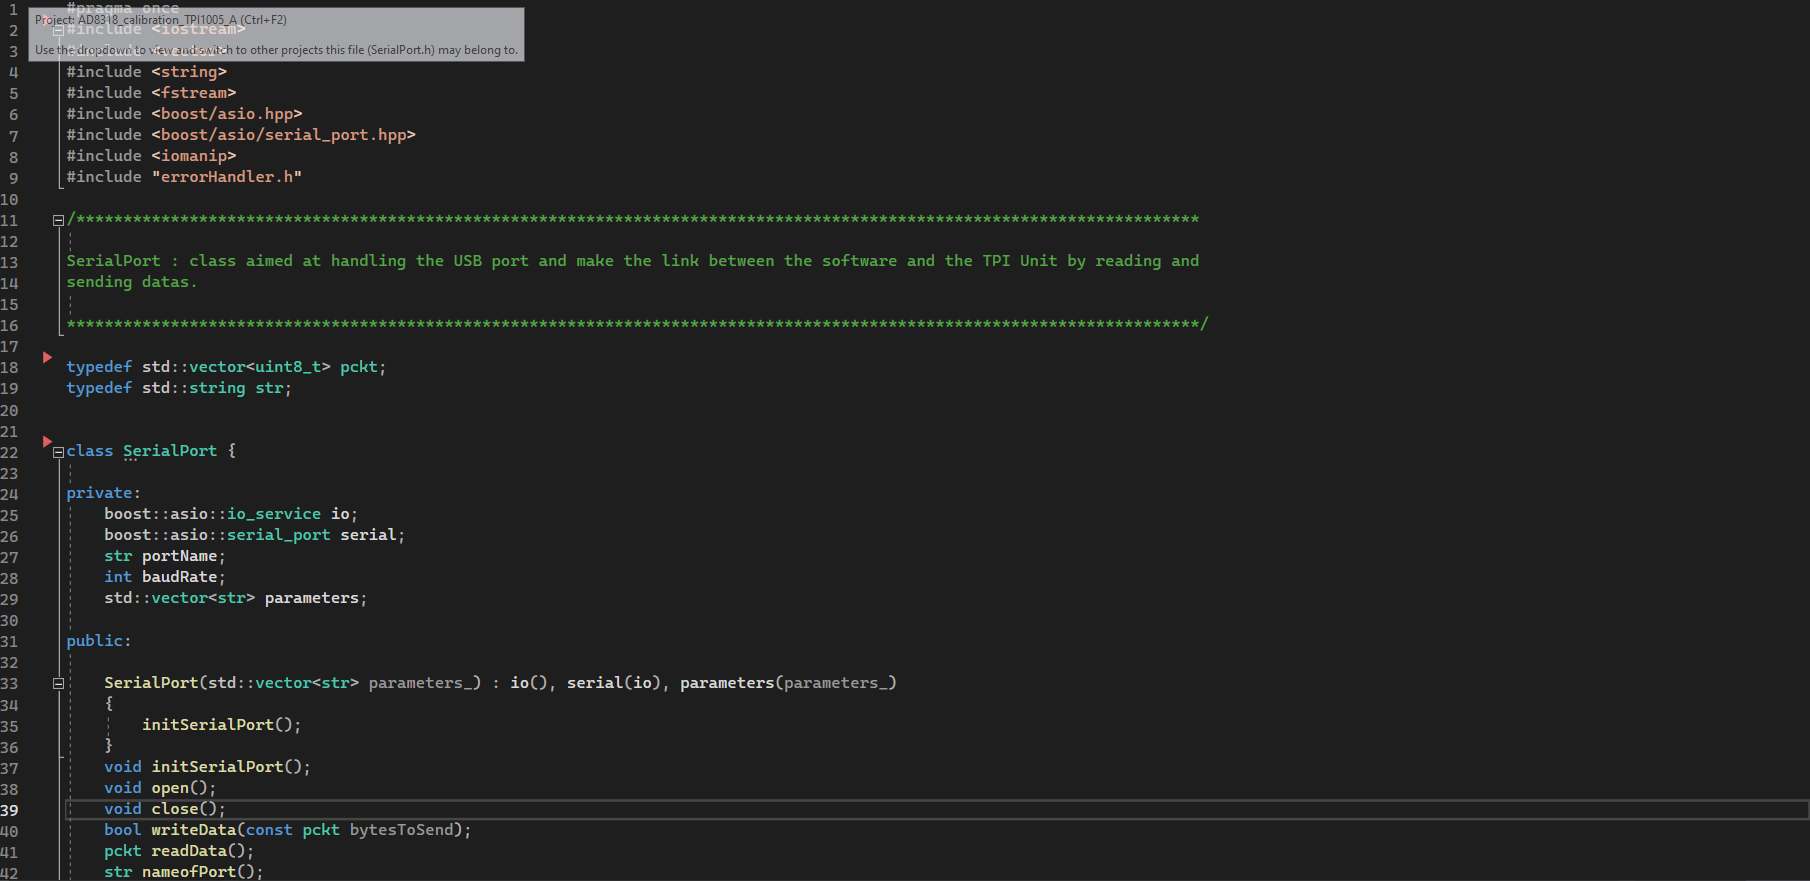 1 #pragma once
Project: AD8318_calibration_TPI1005_A (Ctrl+F2)
2 #include <iostream>
3
Use the dropdown to view and switch to other projects this file (SerialPort.h) may belong to.
4 #include <string>
5 #include <fstream>
6 #include <boost/asio.hpp>
7 #include <boost/asio/serial_port.hpp>
8 #include <iomanip>
9 #include "errorHandler.h"
10
11 /************************************************************************************************************************
12
13 SerialPort : class aimed at handling the USB port and make the link between the software and the TPI Unit by reading and
14 sending datas.
15
16 ************************************************************************************************************************/
17
18 typedef std::vector<uint8_t> pckt;
19 typedef std::string str;
20
21
22 class SerialPort {
23
24 private:
25 boost::asio::io_service io;
26 boost::asio::serial_port serial;
27 str portName;
28 int baudRate;
29 std::vector<str> parameters;
30
31 public:
32
33 SerialPort(std::vector<str> parameters_) : io(), serial(io), parameters(parameters_)
34 {
35 initSerialPort();
36 }
37 void initSerialPort();
38 void open();
39 void close();
40 bool writeData(const pckt bytesToSend);
41 pckt readData();
42 str nameofPort();